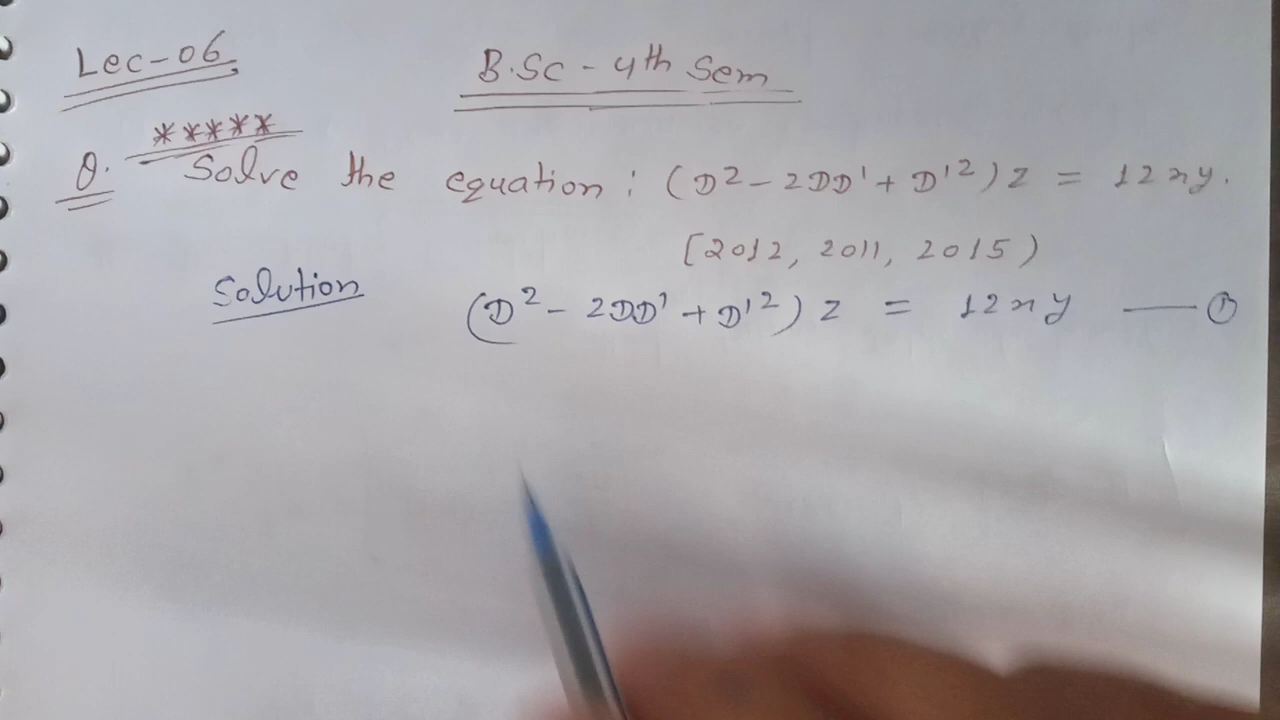 Lec-06
B.Sc - 4th Sem
*****
Q. Solve the equation : (D² - 2DD' + D'²) z = 12xy.
[2012, 2011, 2015)
Solution (D² - 2DD' + D'²) z = 12xy —— ①